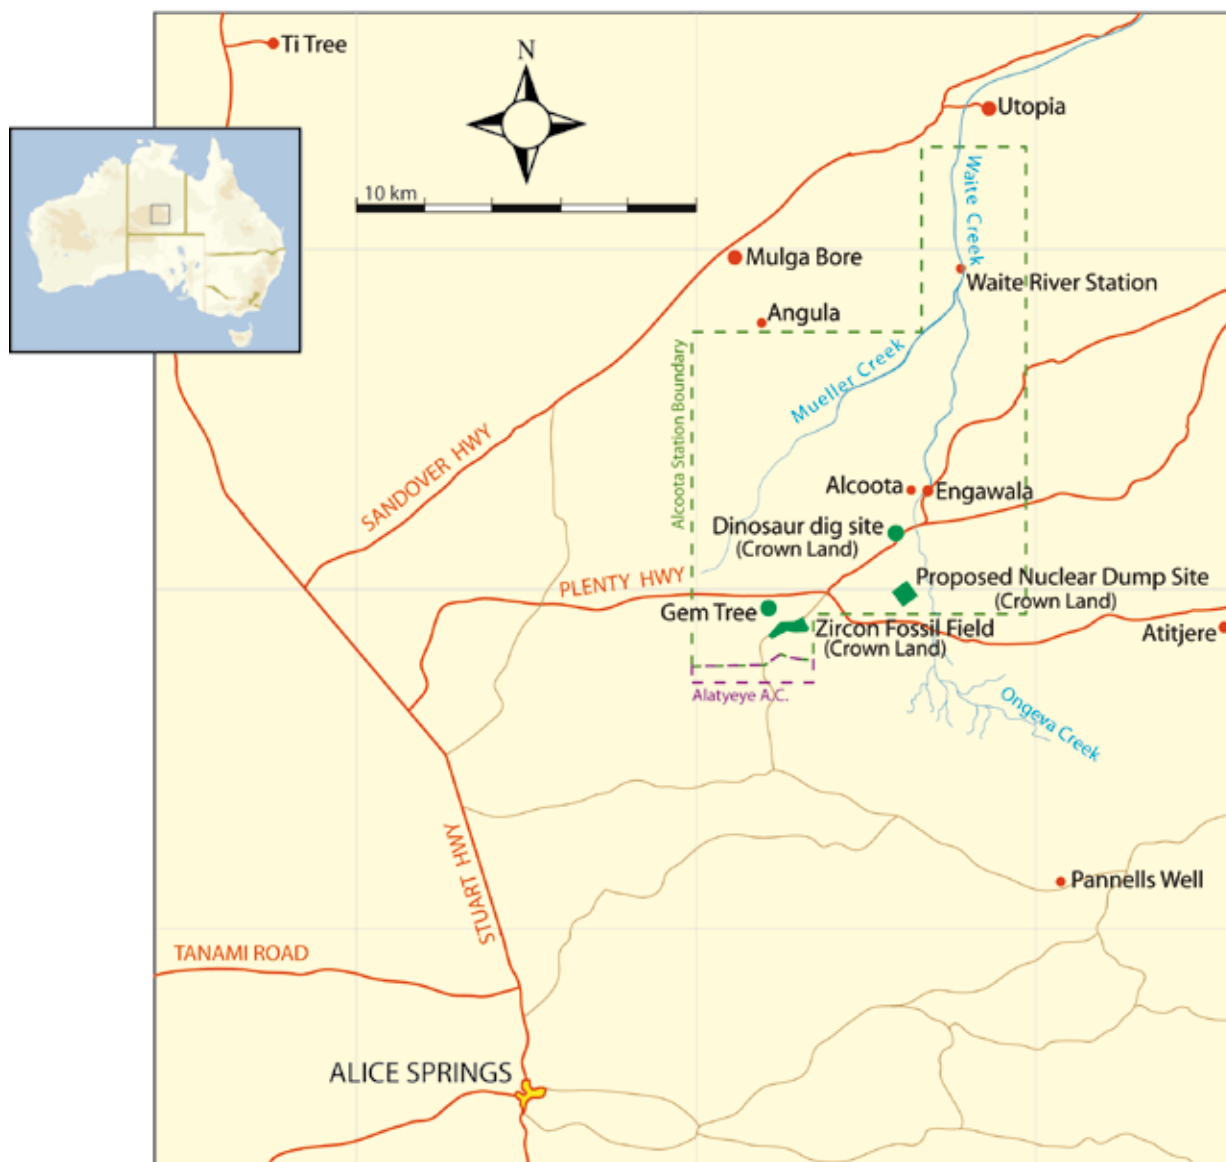 Ti Tree
N
Utopia
10 km
Waite Creek
Mulga Bore
Waite River Station
Angula
Mueller Creek
Alcoota Station Boundary
SANDOVER HWY
Alcoota
Engawala
Dinosaur dig site
(Crown Land)
PLENTY HWY
Proposed Nuclear Dump Site
(Crown Land)
Gem Tree
Zircon Fossil Field
(Crown Land)
Atitjere
Alatyeye A.C.
Ongeva Creek
STUART HWY
Pannells Well
TANAMI ROAD
ALICE SPRINGS